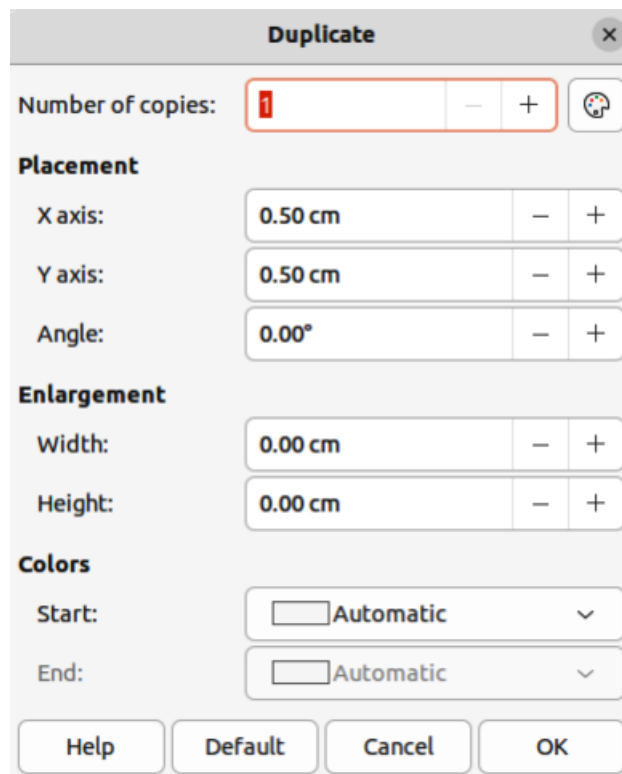 Duplicate
Number of copies: 1
Placement
X axis: 0.50 cm
Y axis: 0.50 cm
Angle: 0.00°
Enlargement
Width: 0.00 cm
Height: 0.00 cm
Colors
Start: Automatic
End: Automatic
Help Default Cancel OK